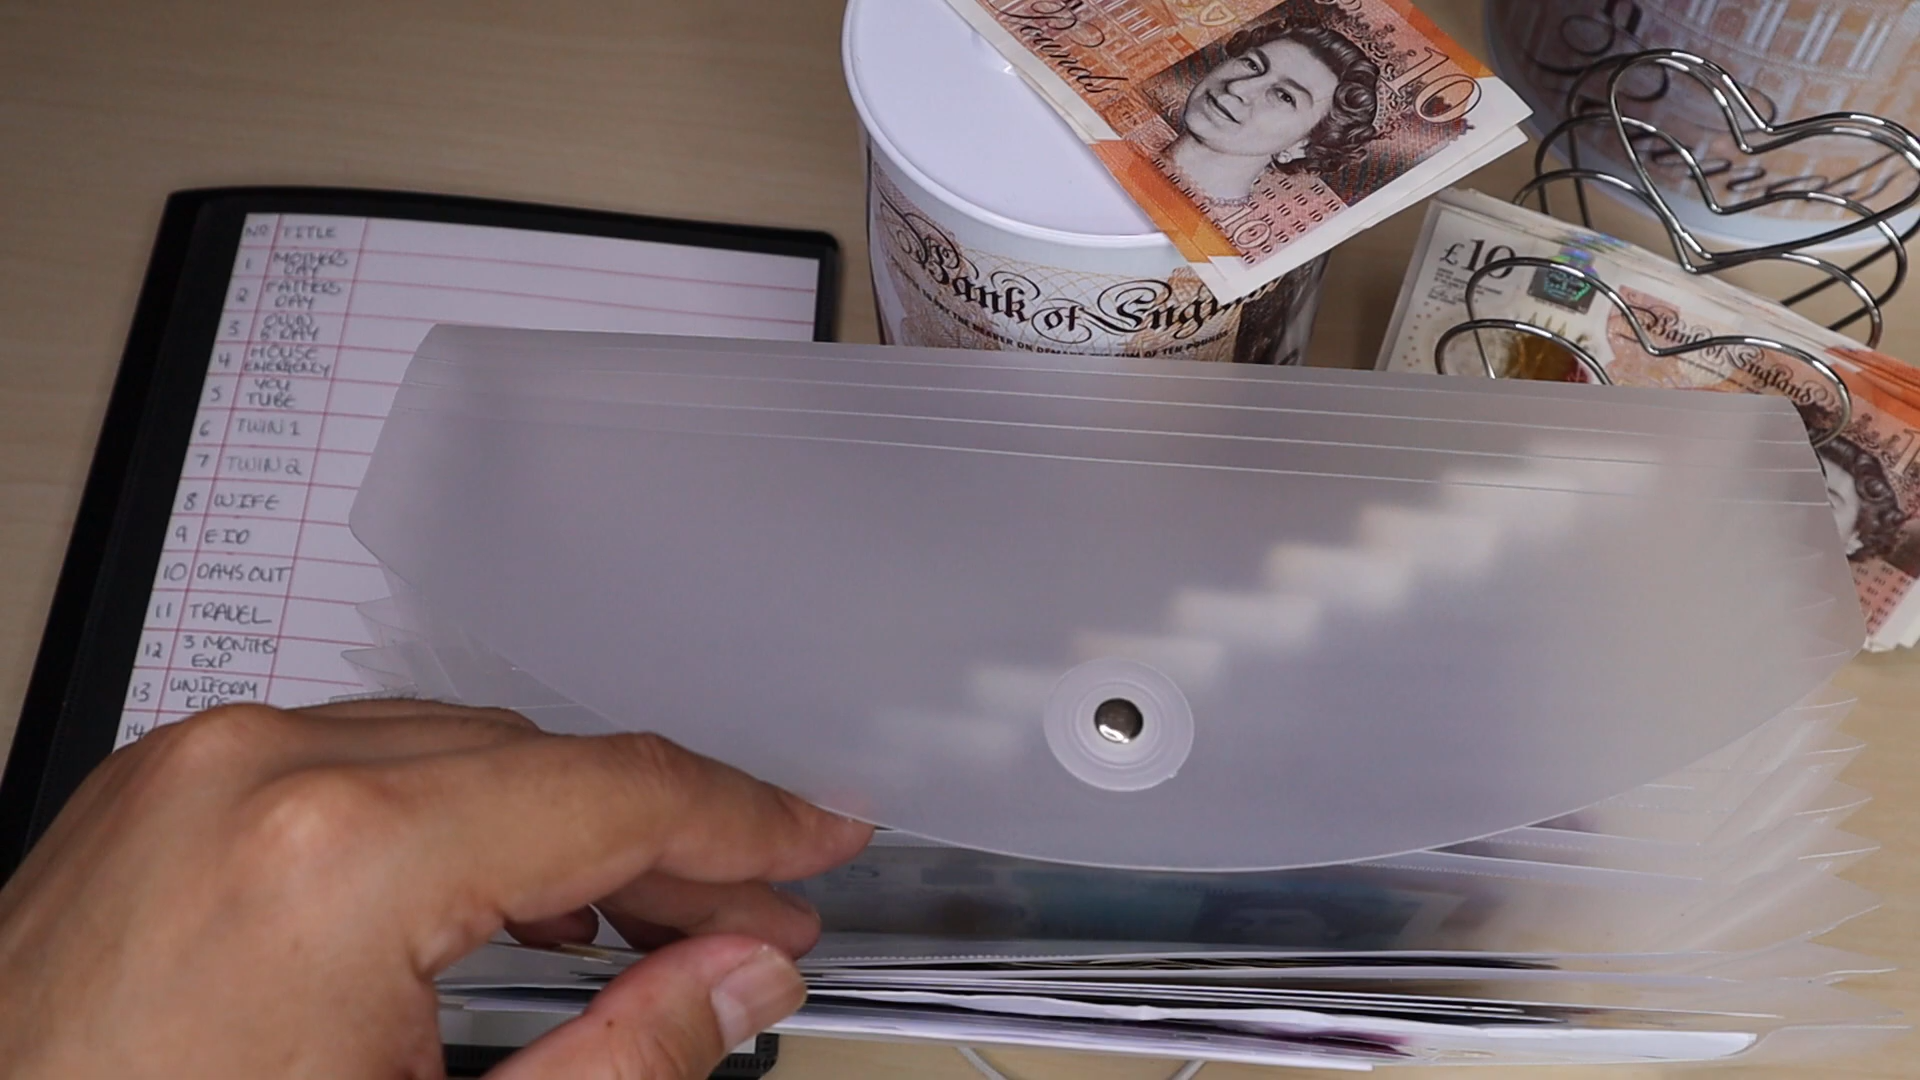 NO TITLE
1 MOTHERS
DAY
2 FATHERS
DAY
3 OWN
B.DAY
4 HOUSE
EMERGENCY
5 YOU
TUBE
6 TWIN 1
7 TWIN 2
8 WIFE
9 EID
10 DAYS OUT
11 TRAVEL
12 3 MONTHS
EXP
13 UNIFORM
KIDS
14
Pounds
10
10
Bank of
£10
Bank of England
5